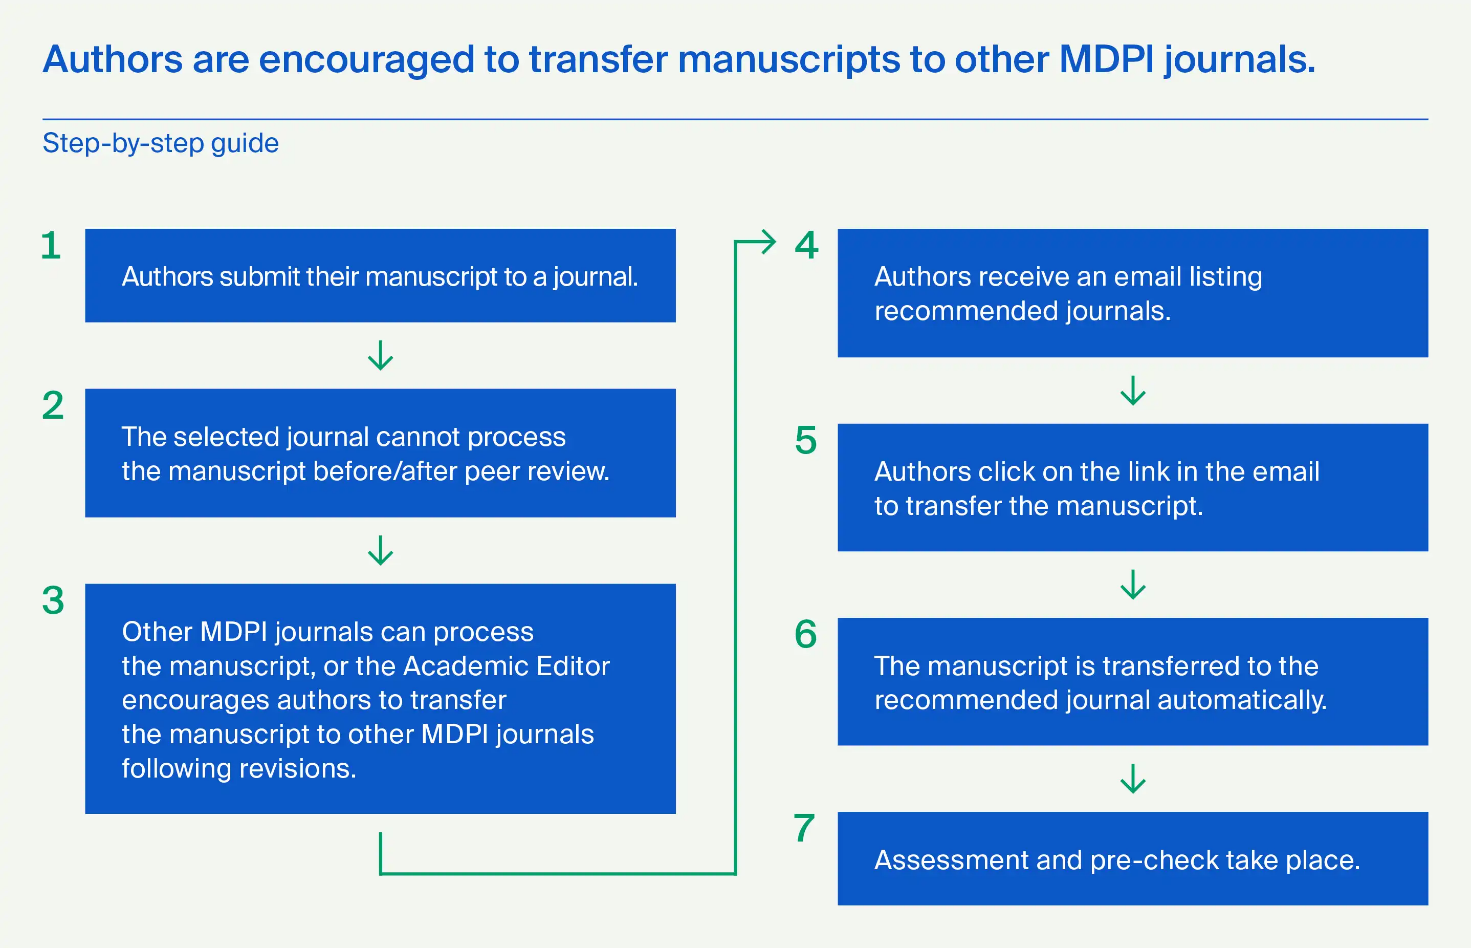 Authors are encouraged to transfer manuscripts to other MDPI journals.
Step-by-step guide
1
Authors submit their manuscript to a journal.
2
The selected journal cannot process
the manuscript before/after peer review.
3
Other MDPI journals can process
the manuscript, or the Academic Editor
encourages authors to transfer
the manuscript to other MDPI journals
following revisions.
4
Authors receive an email listing
recommended journals.
5
Authors click on the link in the email
to transfer the manuscript.
6
The manuscript is transferred to the
recommended journal automatically.
7
Assessment and pre-check take place.